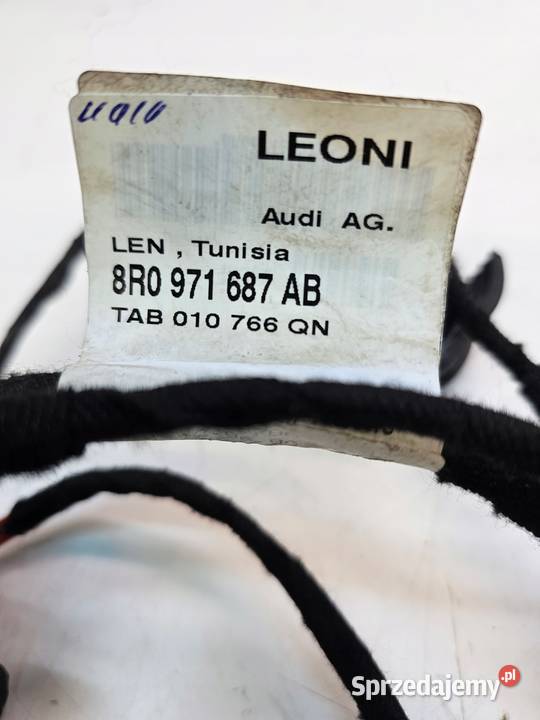 LEONI
Audi AG.
LEN , Tunisia
8R0 971 687 AB
TAB 010 766 QN
Sprzedajemy.pl